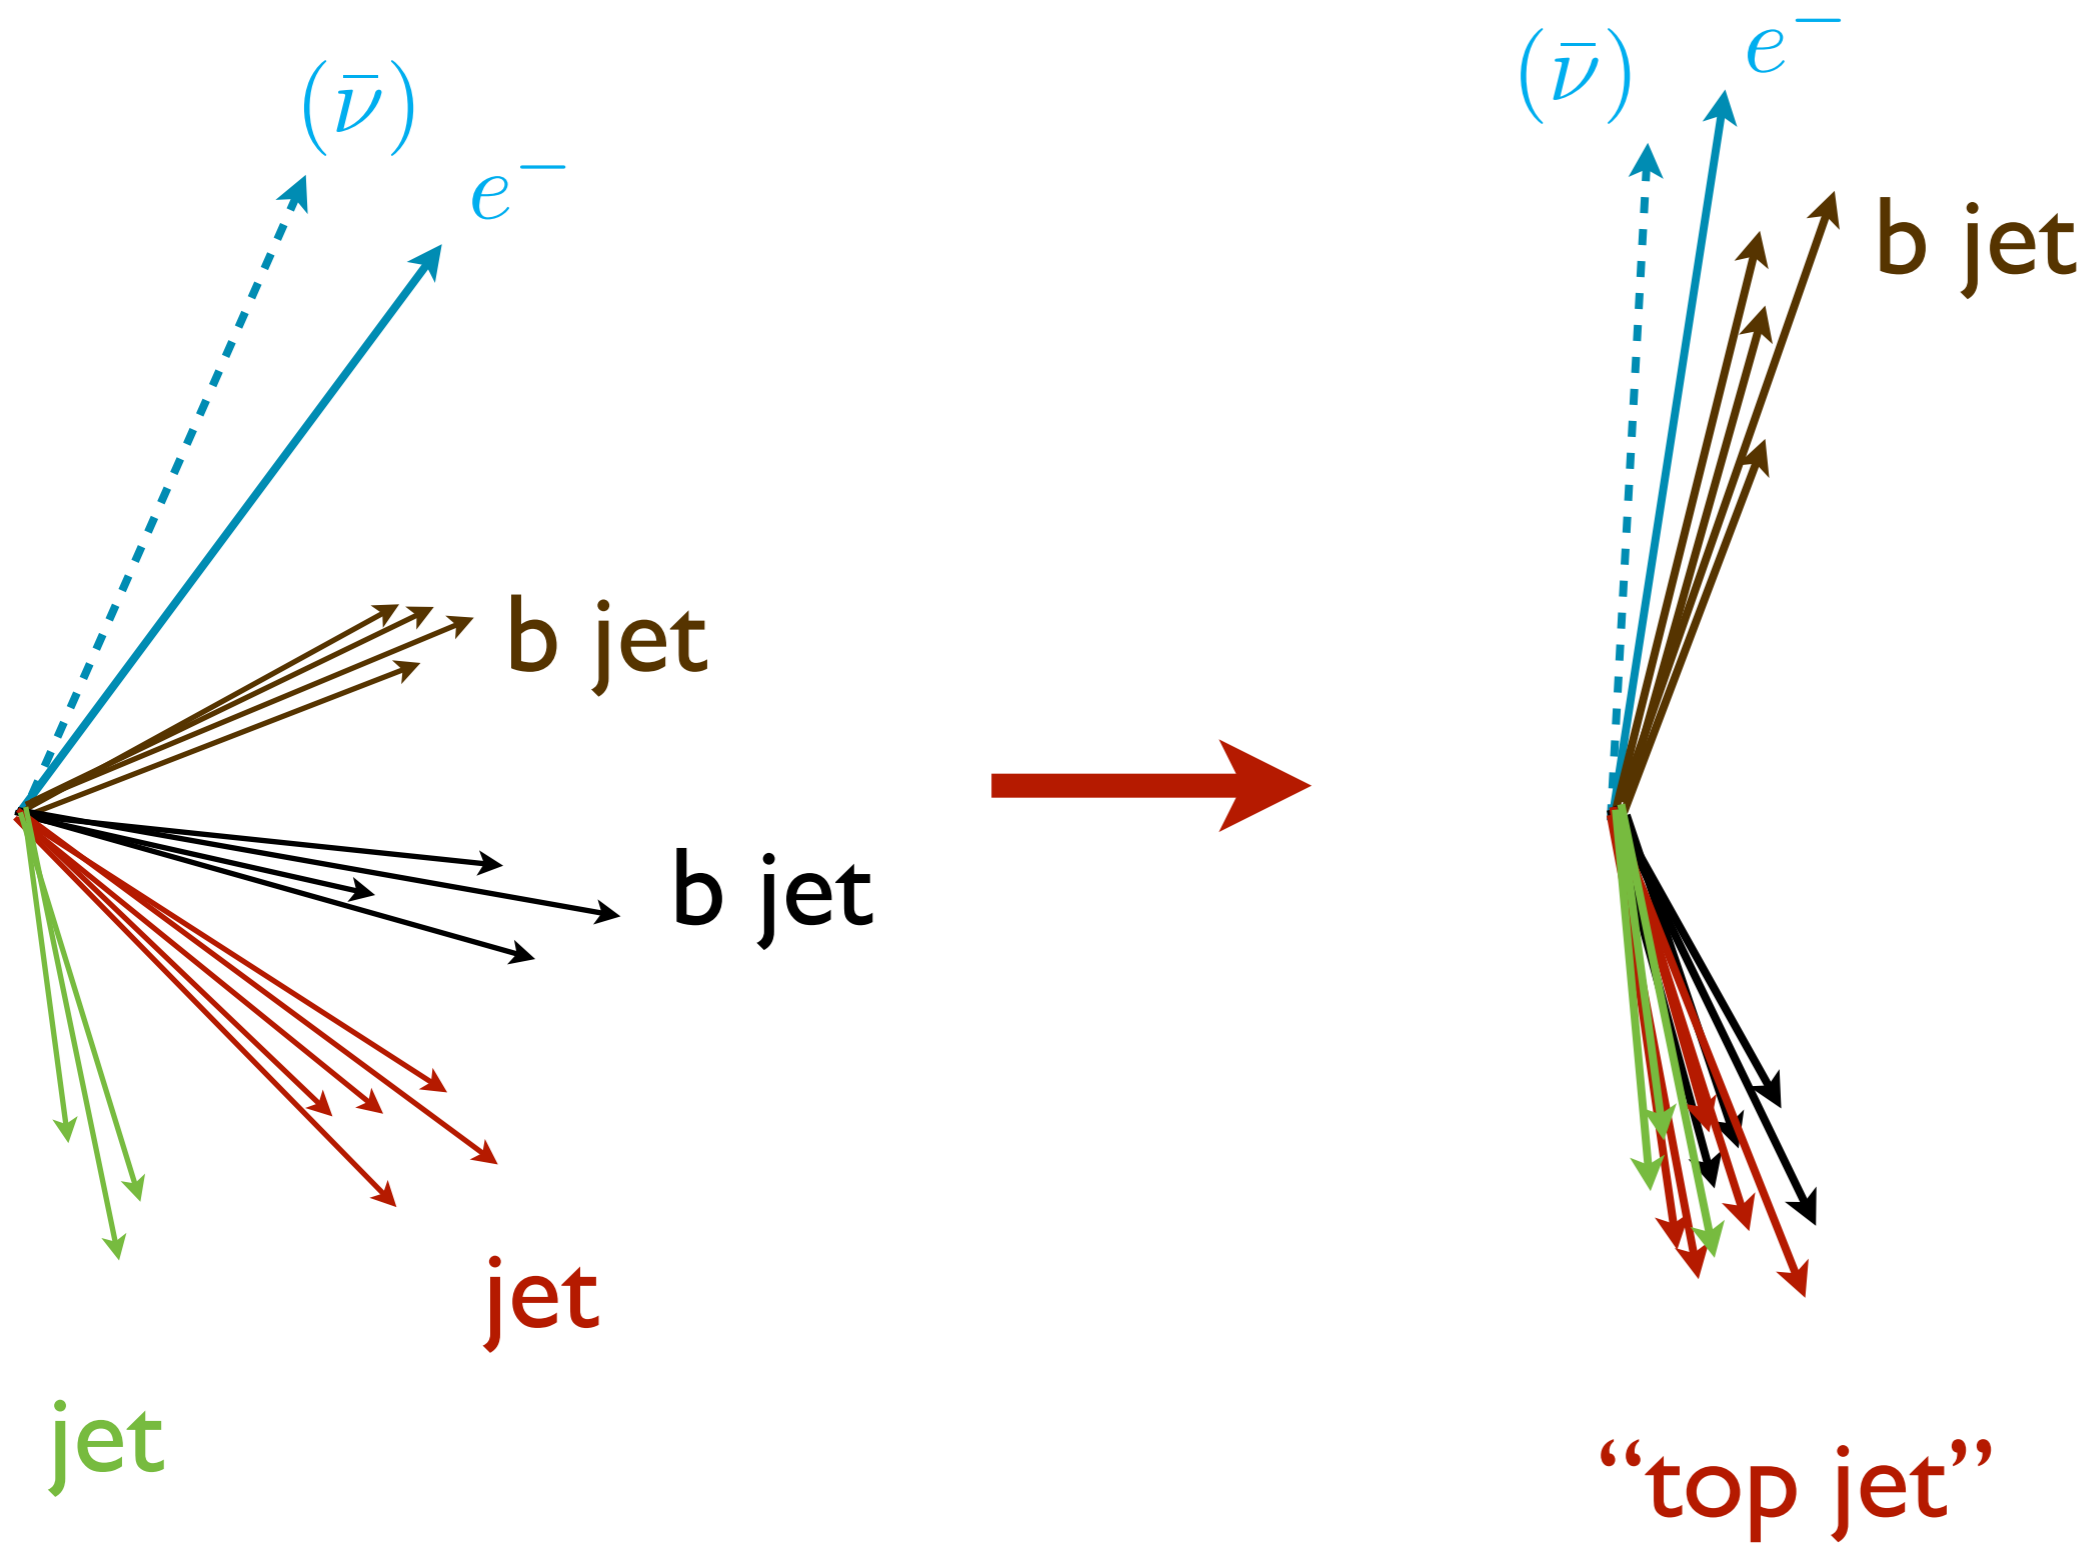 (ν̄)
e⁻
b jet
b jet
jet
jet
(ν̄)
e⁻
b jet
“top jet”